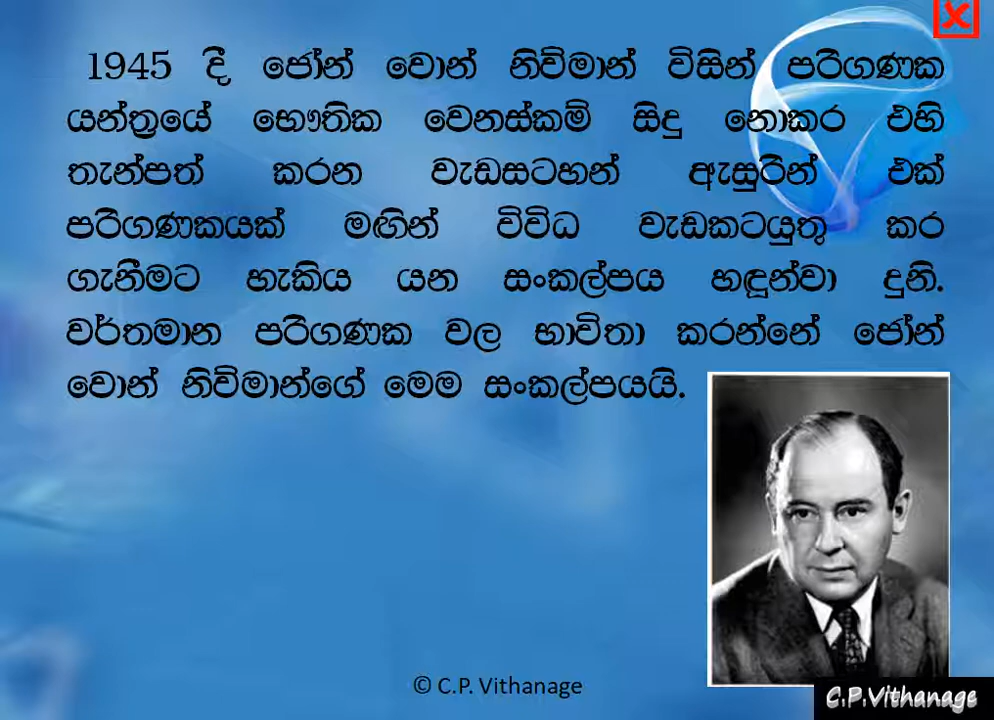 1945 දී ජෝන් වොන් නිව්මාන් විසින් පරිගණක
යන්ත්‍රයේ භෞතික වෙනස්කම් සිදු නොකර එහි
තැන්පත් කරන වැඩසටහන් ඇසුරින් එක්
පරිගණකයක් මඟින් විවිධ වැඩකටයුතු කර
ගැනීමට හැකිය යන සංකල්පය හඳූන්වා දුනි.
වර්තමාන පරිගණක වල භාවිතා කරන්නේ ජෝන්
වොන් නිව්මාන්ගේ මෙම සංකල්පයයි.
© C.P. Vithanage
C.P.Vithanage